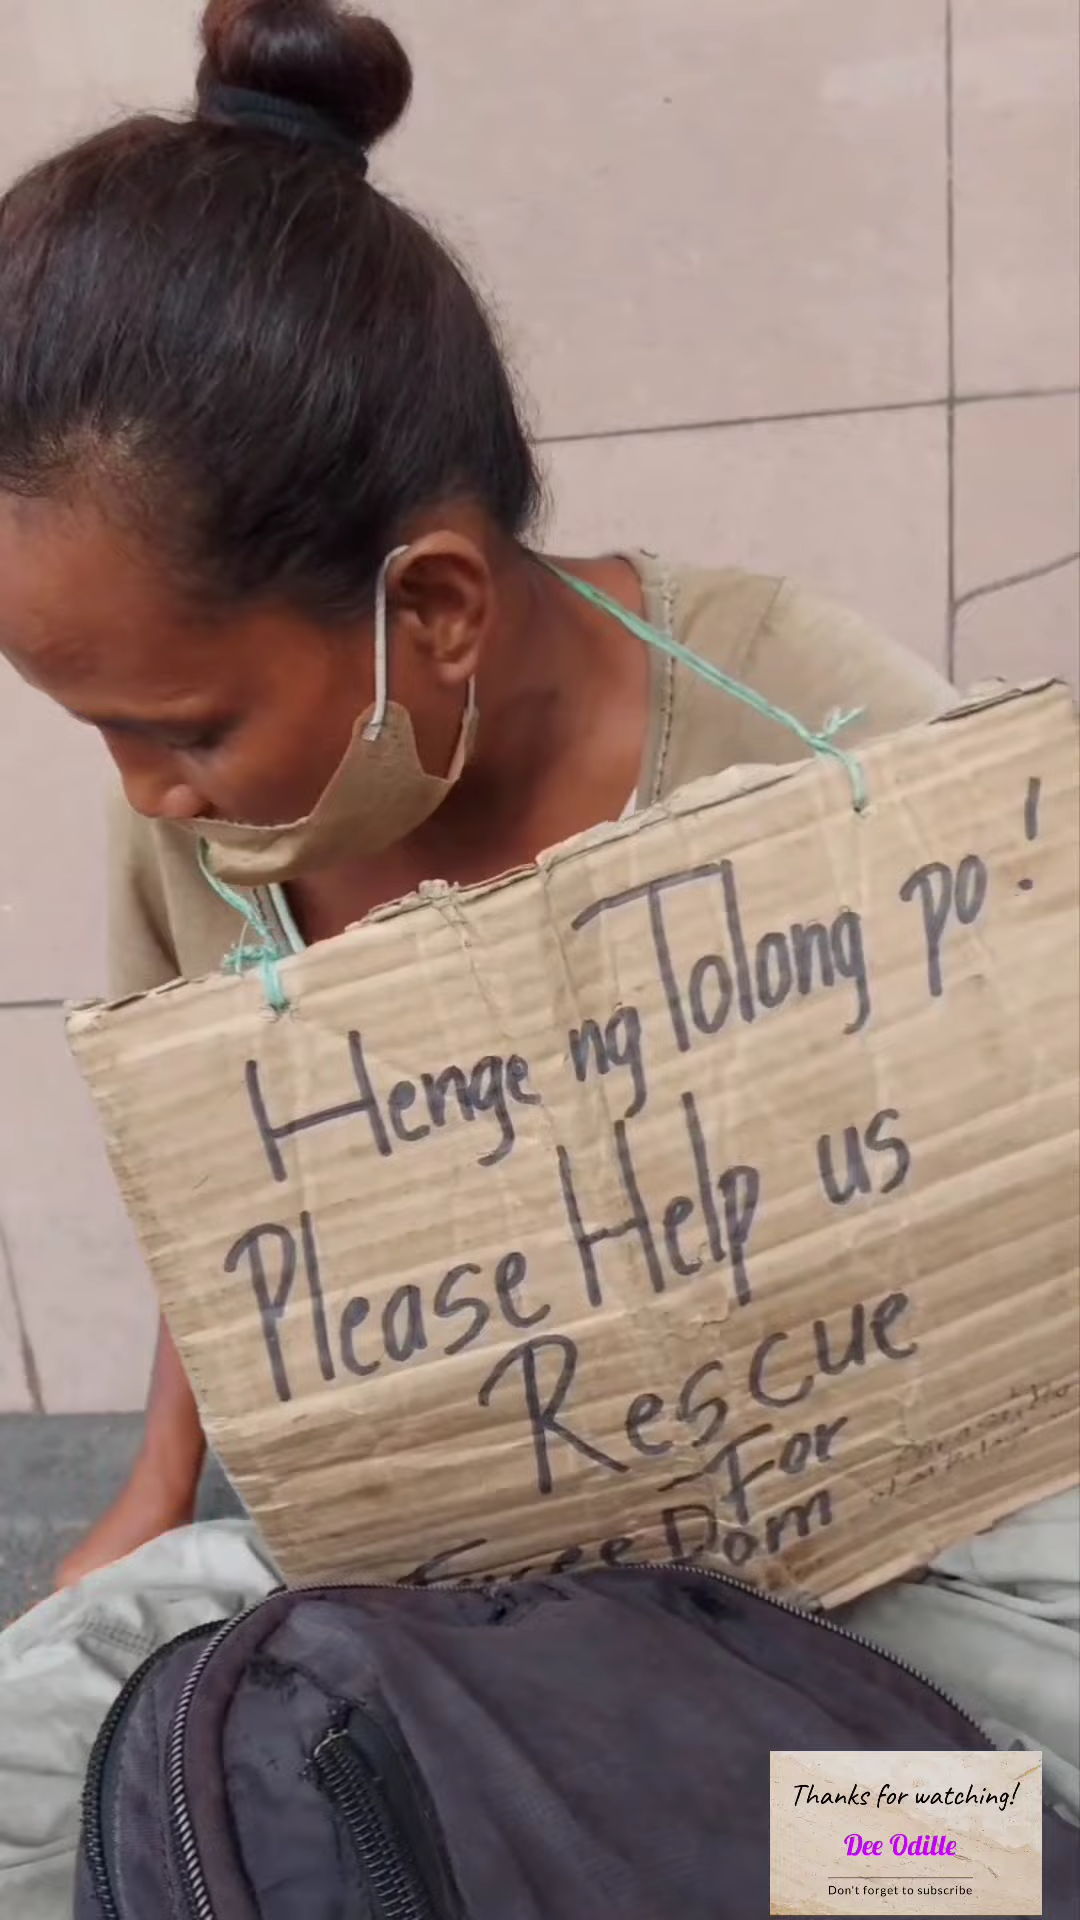 Henge ng Tolong po!
Please Help us
Rescue
For
FreeDom
Thanks for watching!
Dee Odille
Don't forget to subscribe